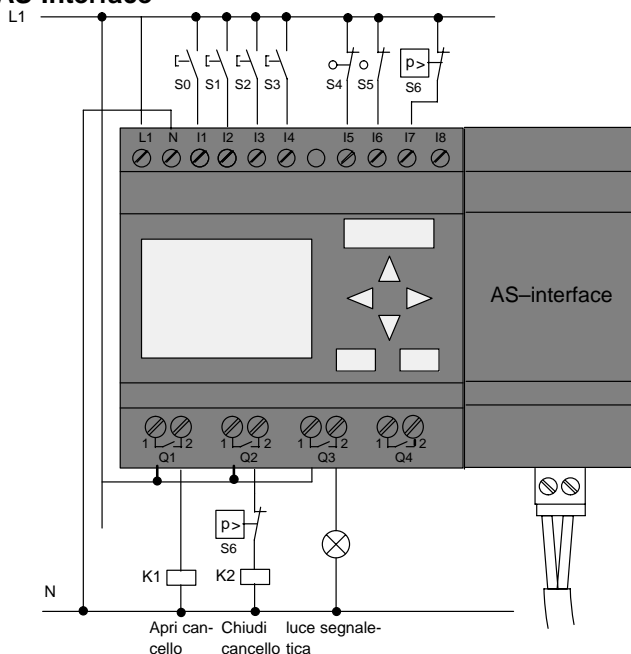 AS-Interface
L1
p>
S0 S1 S2 S3 S4 S5 S6
L1 N I1 I2 I3 I4 I5 I6 I7 I8
AS–interface
1 2 1 2 1 2 1 2
Q1 Q2 Q3 Q4
p>
S6
K1 K2
N
Apri can- Chiudi luce segnale-
cello cancello tica